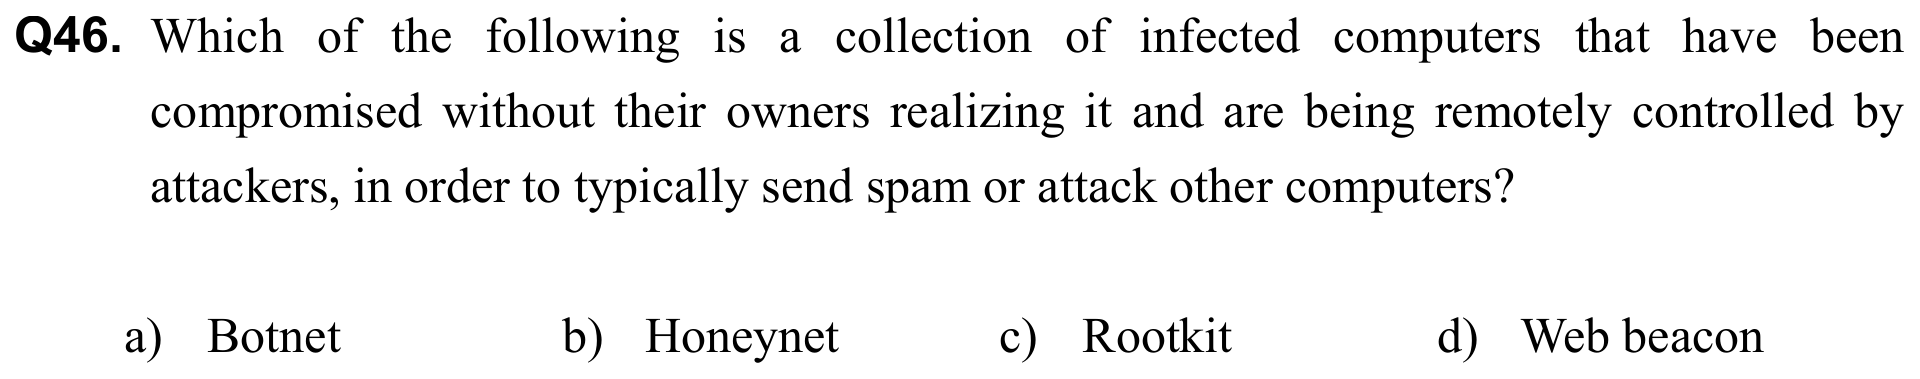 Q46. Which of the following is a collection of infected computers that have been
compromised without their owners realizing it and are being remotely controlled by
attackers, in order to typically send spam or attack other computers?
a) Botnet b) Honeynet c) Rootkit d) Web beacon